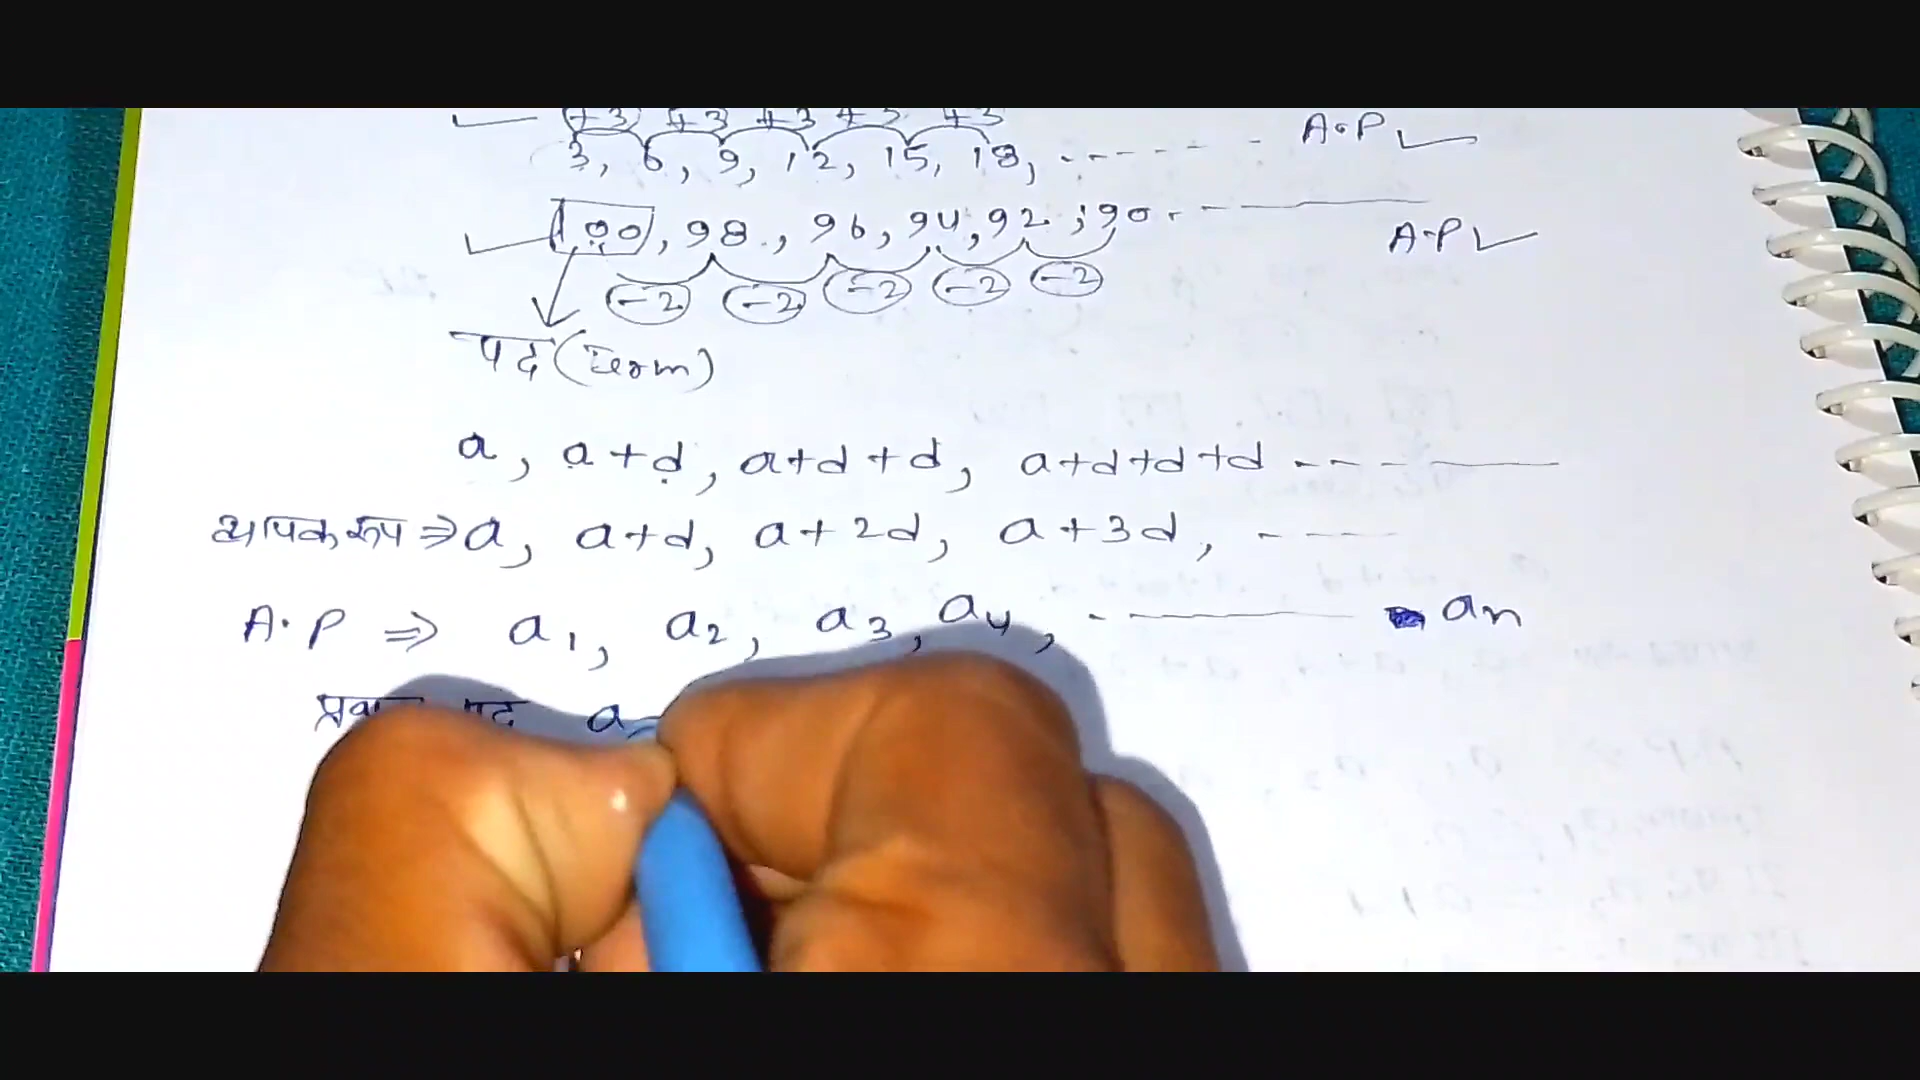 +3 +3 +3 +3 +3
3, 6, 9, 12, 15, 18, ------ A.P ✓
100, 98, 96, 94, 92, 90. - ——— A.P ✓
-2 -2 -2 -2 -2
पद (Term)
a, a+d, a+d+d, a+d+d+d --- ———
व्यापक रूप ⇒ a, a+d, a+2d, a+3d, ----
A.P ⇒ a₁, a₂, a₃, a₄, - ——— aₙ
पद a